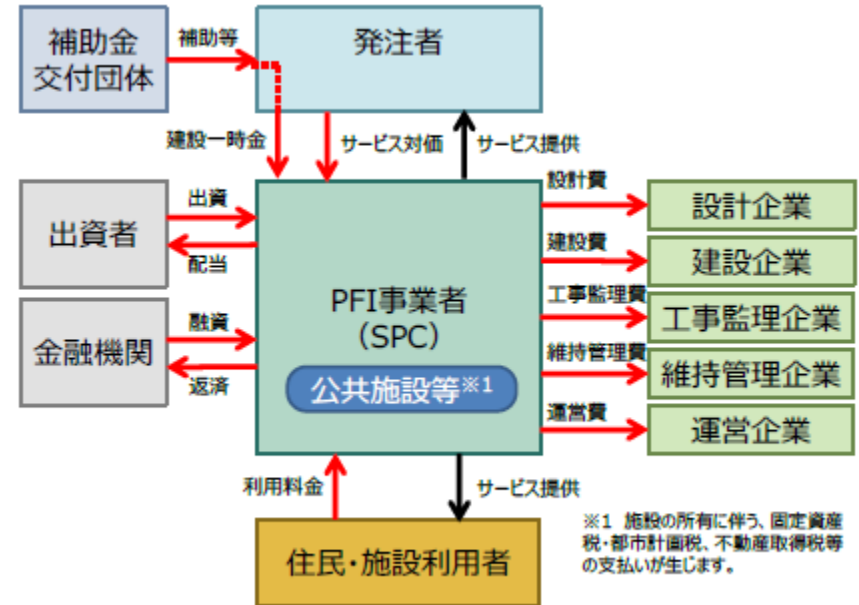 補助金
交付団体
補助等
発注者
建設一時金
サービス対価
サービス提供
出資者
出資
配当
金融機関
融資
返済
PFI事業者
（SPC）
公共施設等※1
設計費
設計企業
建設費
建設企業
工事監理費
工事監理企業
維持管理費
維持管理企業
運営費
運営企業
利用料金
サービス提供
住民・施設利用者
※1 施設の所有に伴う、固定資産
税・都市計画税、不動産取得税等
の支払いが生じます。